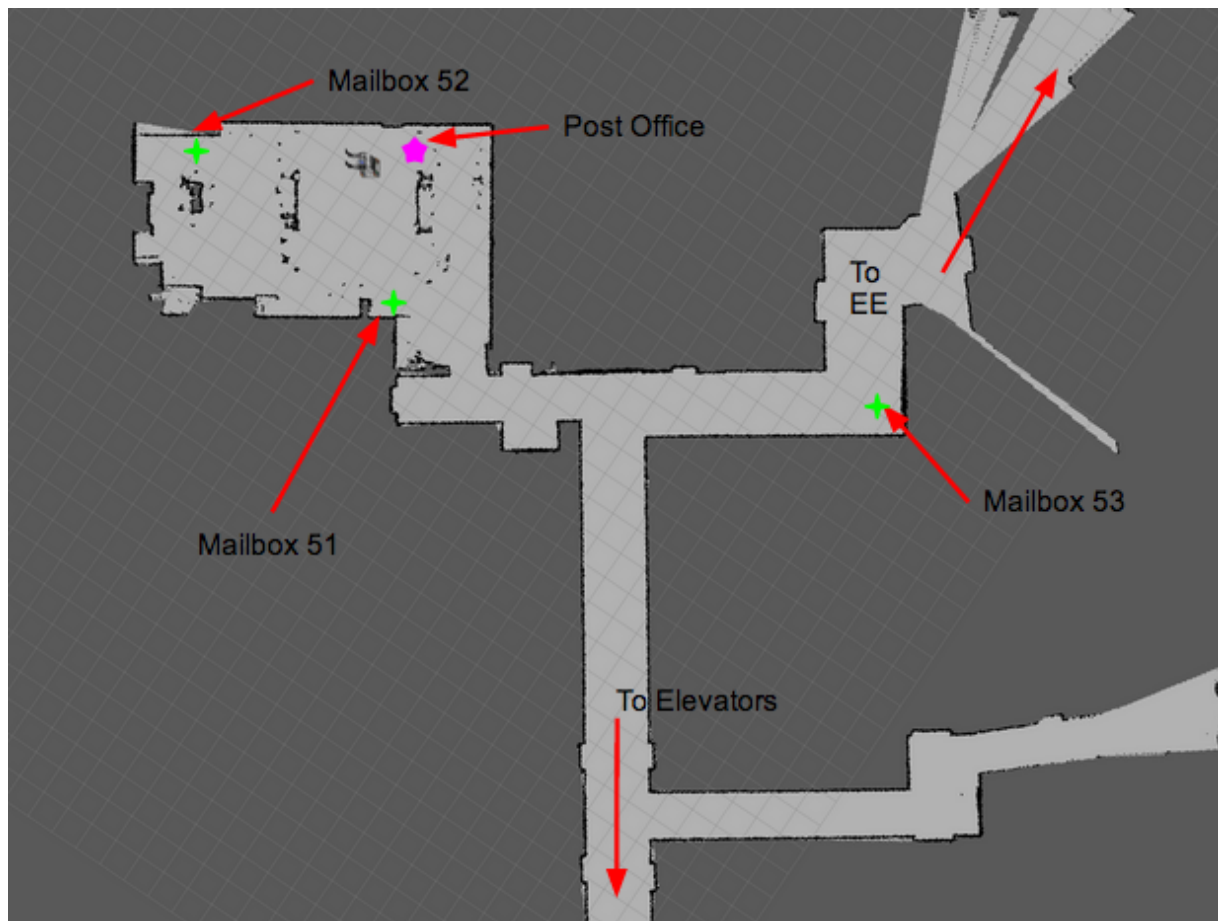 Mailbox 52
Post Office
To
EE
Mailbox 53
Mailbox 51
To Elevators